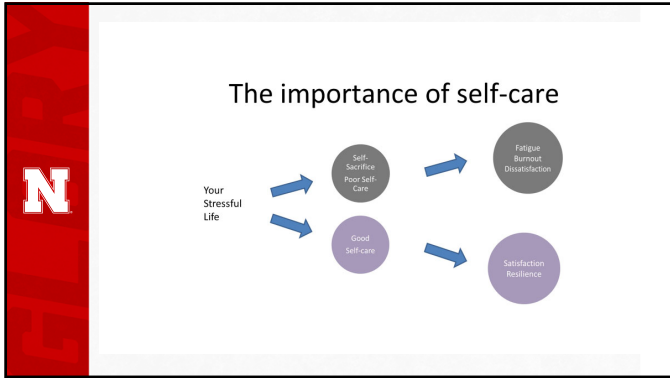 GLORY
N
The importance of self-care
Your
Stressful
Life
Self-
Sacrifice
Poor Self-
Care
Good
Self-care
Fatigue
Burnout
Dissatisfaction
Satisfaction
Resilience